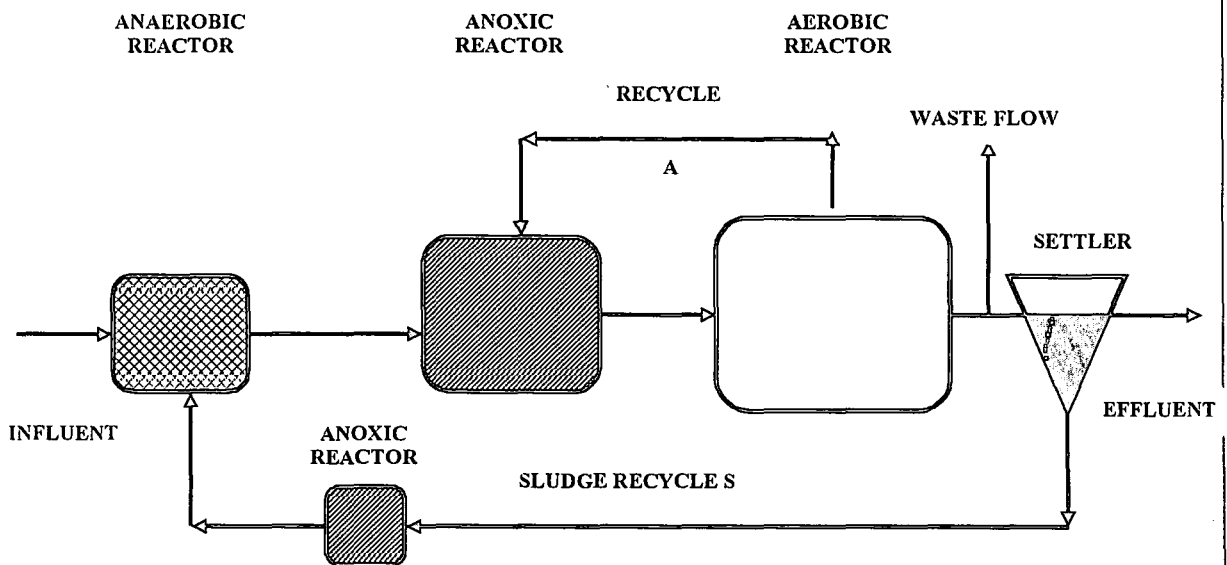 ANAEROBIC
REACTOR
ANOXIC
REACTOR
AEROBIC
REACTOR
RECYCLE
A
WASTE FLOW
SETTLER
INFLUENT
EFFLUENT
ANOXIC
REACTOR
SLUDGE RECYCLE S